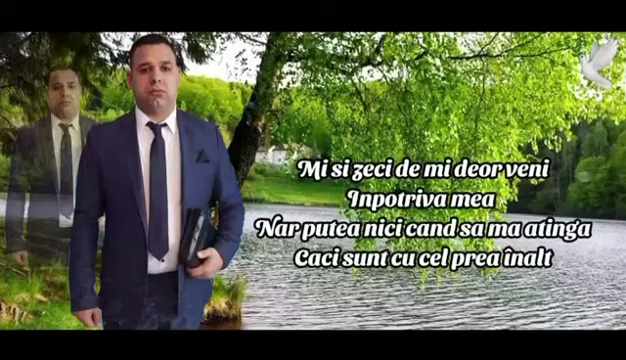 Mi si zeci de mi deor veni
Inpotriva mea
Nar putea nici cand sa ma atinga
Caci sunt cu cel prea înalt